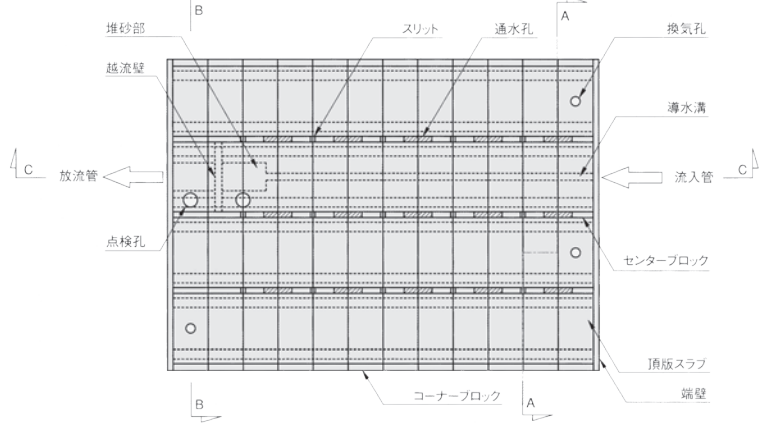 B
A
堆砂部
スリット
通水孔
換気孔
越流壁
導水溝
C
放流管
流入管
C
点検孔
センターブロック
頂版スラブ
端壁
コーナーブロック
B
A